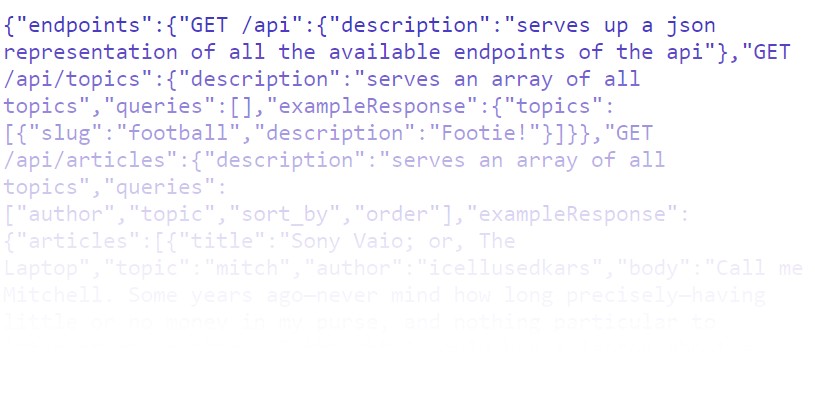 {"endpoints":{"GET /api":{"description":"serves up a json
representation of all the available endpoints of the api"},"GET
/api/topics":{"description":"serves an array of all
topics","queries":[],"exampleResponse":{"topics":
[{"slug":"football","description":"Footie!"}]}},"GET
/api/articles":{"description":"serves an array of all
topics","queries":
["author","topic","sort_by","order"],"exampleResponse":
{"articles":[{"title":"Sony Vaio; or, The
Laptop","topic":"mitch","author":"icellusedkars","body":"Call me
Mitchell. Some years ago—never mind how long precisely—having
little or no money in my purse, and nothing particular to